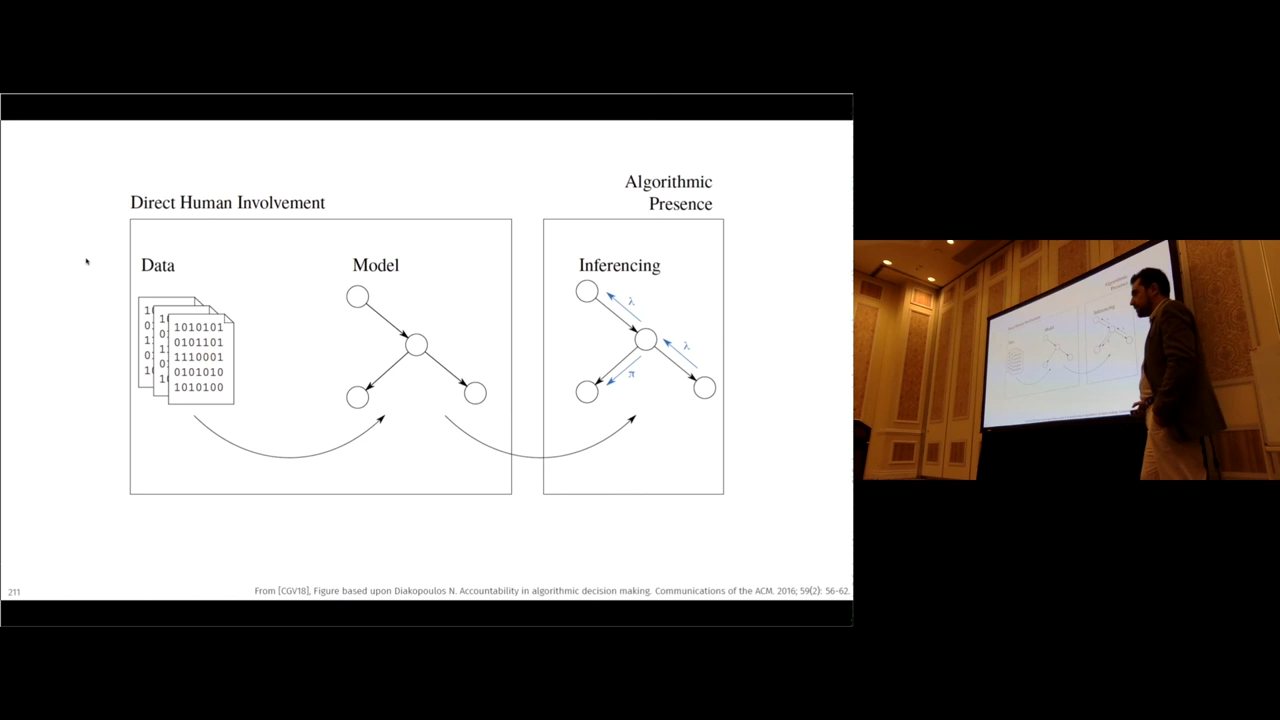 Algorithmic
Presence
Direct Human Involvement
Data
Model
Inferencing
1010101
0101101
1110001
0101010
1010100
λ
λ
π
211
From [CGV18], Figure based upon Diakopoulos N. Accountability in algorithmic decision making. Communications of the ACM. 2016; 59(2): 56-62.